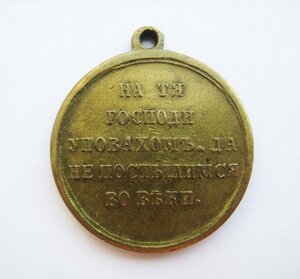 НА ТЯ
ГОСПОДИ
УПОВАХОМЪ, ДА
НЕ ПОСТЫДИМСЯ
ВО ВѢКИ.